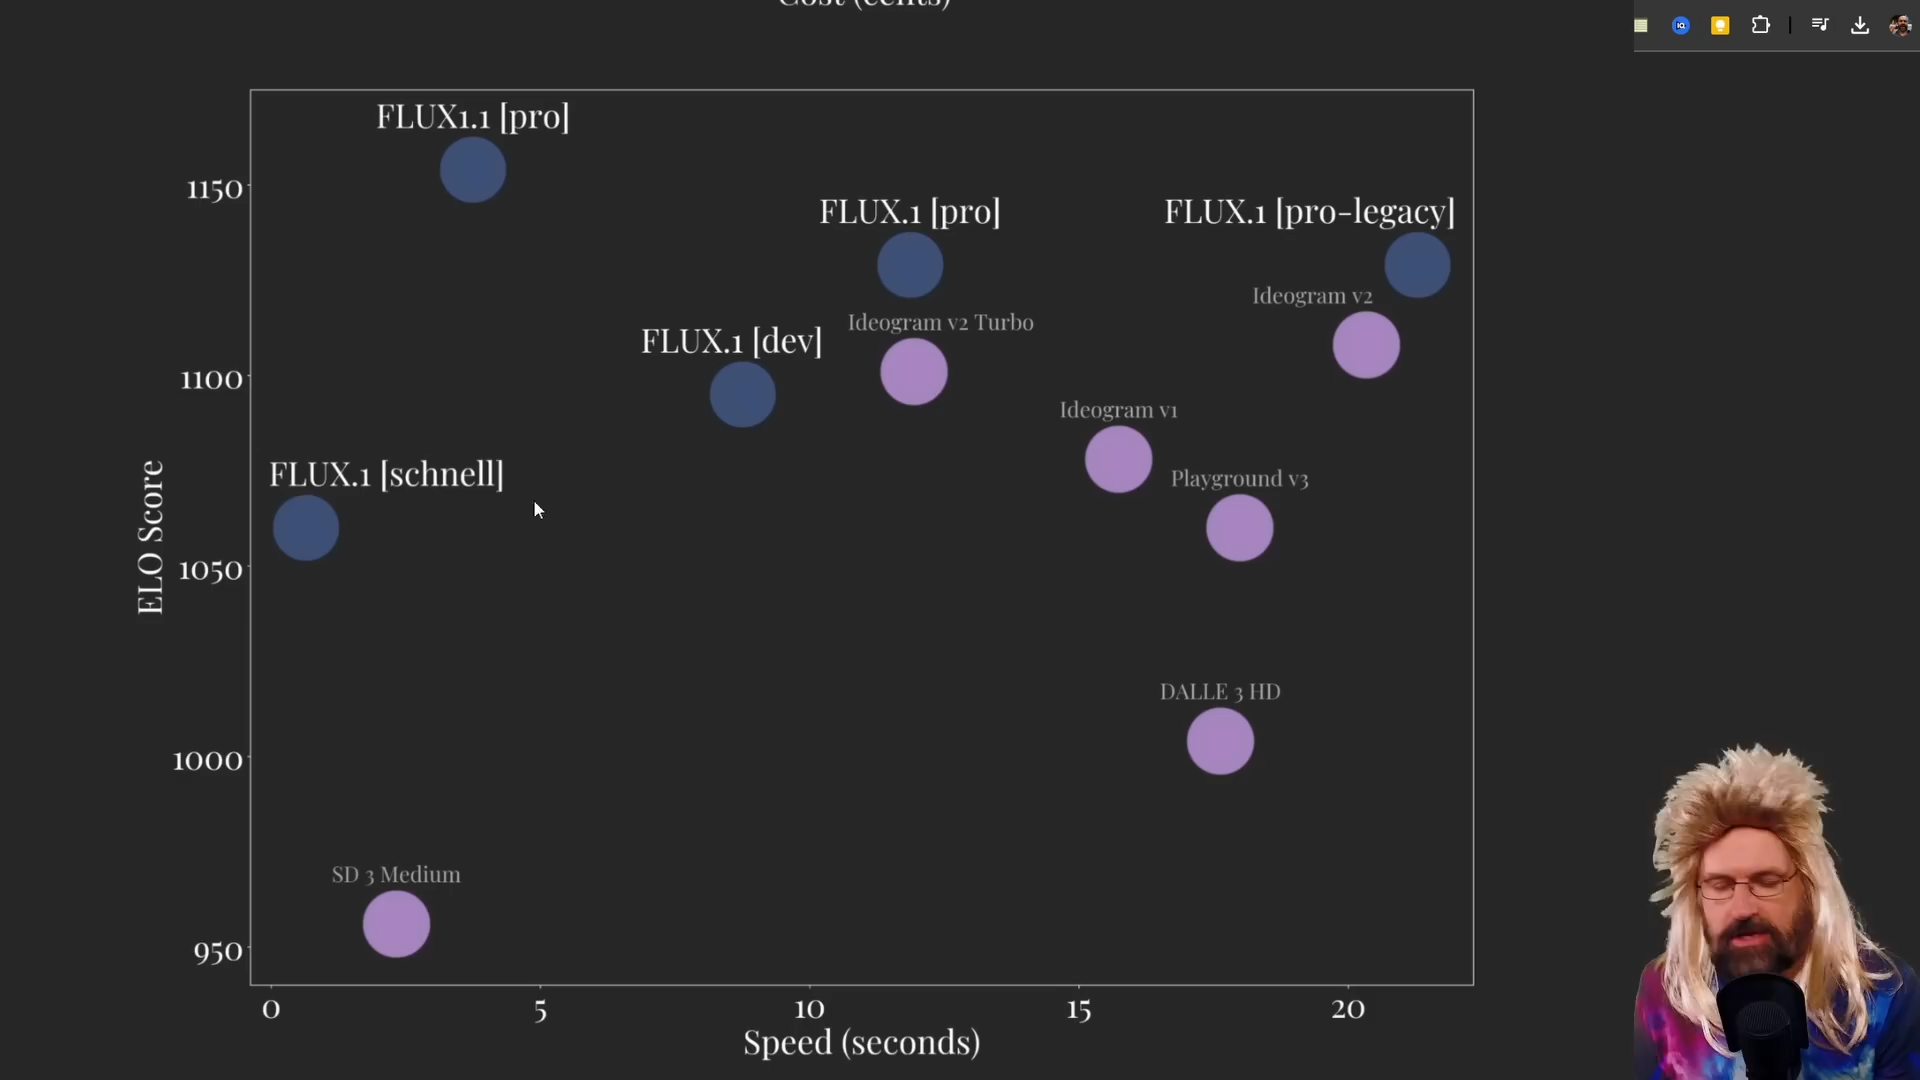 Cost (cents)
FLUX1.1 [pro]
1150
FLUX.1 [pro]
FLUX.1 [pro-legacy]
Ideogram v2
Ideogram v2 Turbo
FLUX.1 [dev]
1100
Ideogram v1
FLUX.1 [schnell]
Playground v3
1050
ELO Score
DALLE 3 HD
1000
SD 3 Medium
950
0
5
10
15
20
Speed (seconds)